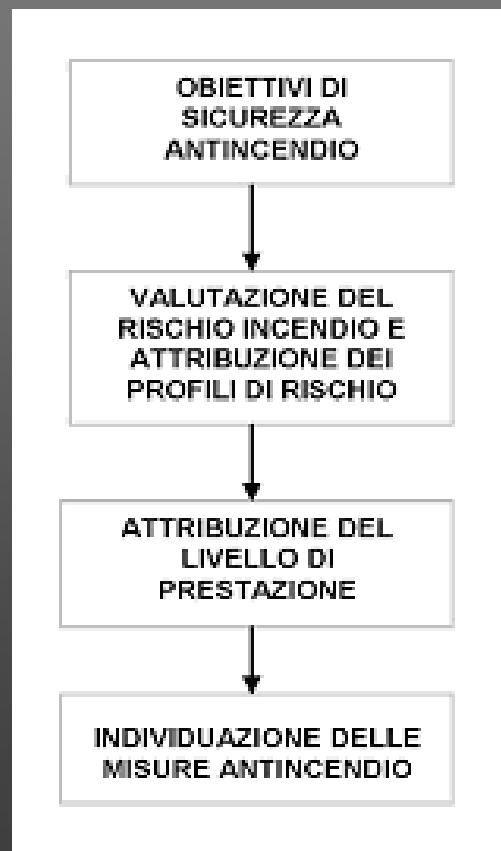 OBIETTIVI DI
SICUREZZA
ANTINCENDIO
VALUTAZIONE DEL
RISCHIO INCENDIO E
ATTRIBUZIONE DEI
PROFILI DI RISCHIO
ATTRIBUZIONE DEL
LIVELLO DI
PRESTAZIONE
INDIVIDUAZIONE DELLE
MISURE ANTINCENDIO